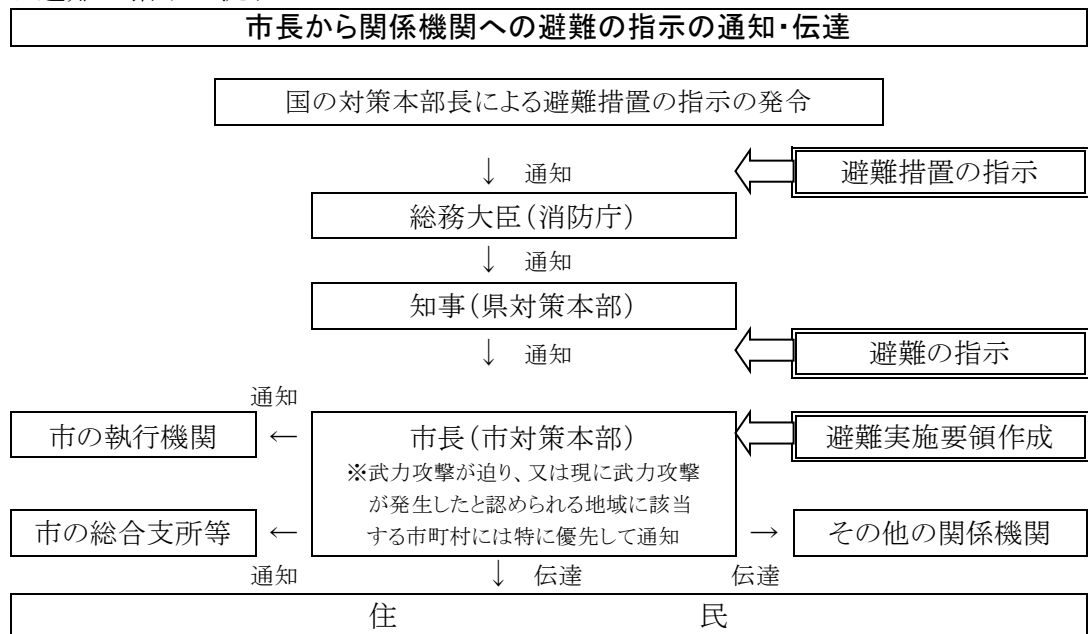 市長から関係機関への避難の指示の通知・伝達
国の対策本部長による避難措置の指示の発令
↓ 通知
避難措置の指示
総務大臣(消防庁)
↓ 通知
知事(県対策本部)
↓ 通知
避難の指示
通知
市の執行機関
←
市長(市対策本部)
避難実施要領作成
※武力攻撃が迫り、又は現に武力攻撃
が発生したと認められる地域に該当
する市町村には特に優先して通知
市の総合支所等
←
→
その他の関係機関
通知
↓ 伝達
伝達
住 民